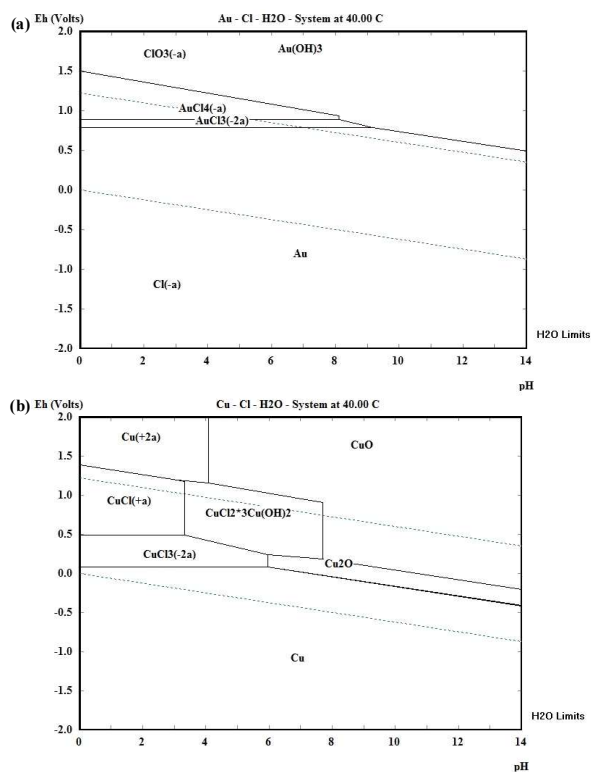 (a)
Eh (Volts) Au - Cl - H2O - System at 40.00 C
2.0
ClO3(-a) Au(OH)3
1.5
AuCl4(-a)
1.0
AuCl3(-2a)
0.5
0.0
-0.5
Au
-1.0
Cl(-a)
-1.5
-2.0
H2O Limits
0 2 4 6 8 10 12 14
pH
(b)
Eh (Volts) Cu - Cl - H2O - System at 40.00 C
2.0
Cu(+2a) CuO
1.5
1.0
CuCl(+a) CuCl2*3Cu(OH)2
0.5
CuCl3(-2a) Cu2O
0.0
-0.5
-1.0
Cu
-1.5
-2.0
H2O Limits
0 2 4 6 8 10 12 14
pH